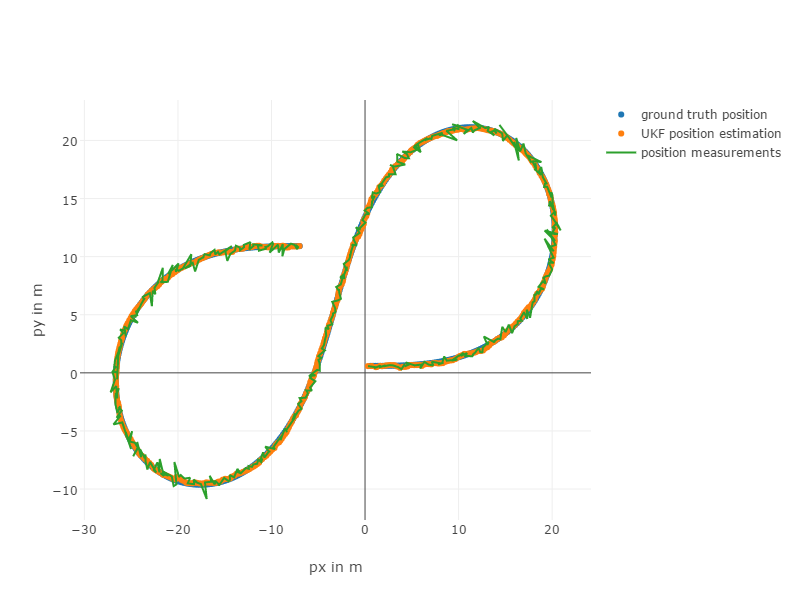 ground truth position
UKF position estimation
position measurements
20
15
10
5
0
−5
−10
py in m
−30
−20
−10
0
10
20
px in m